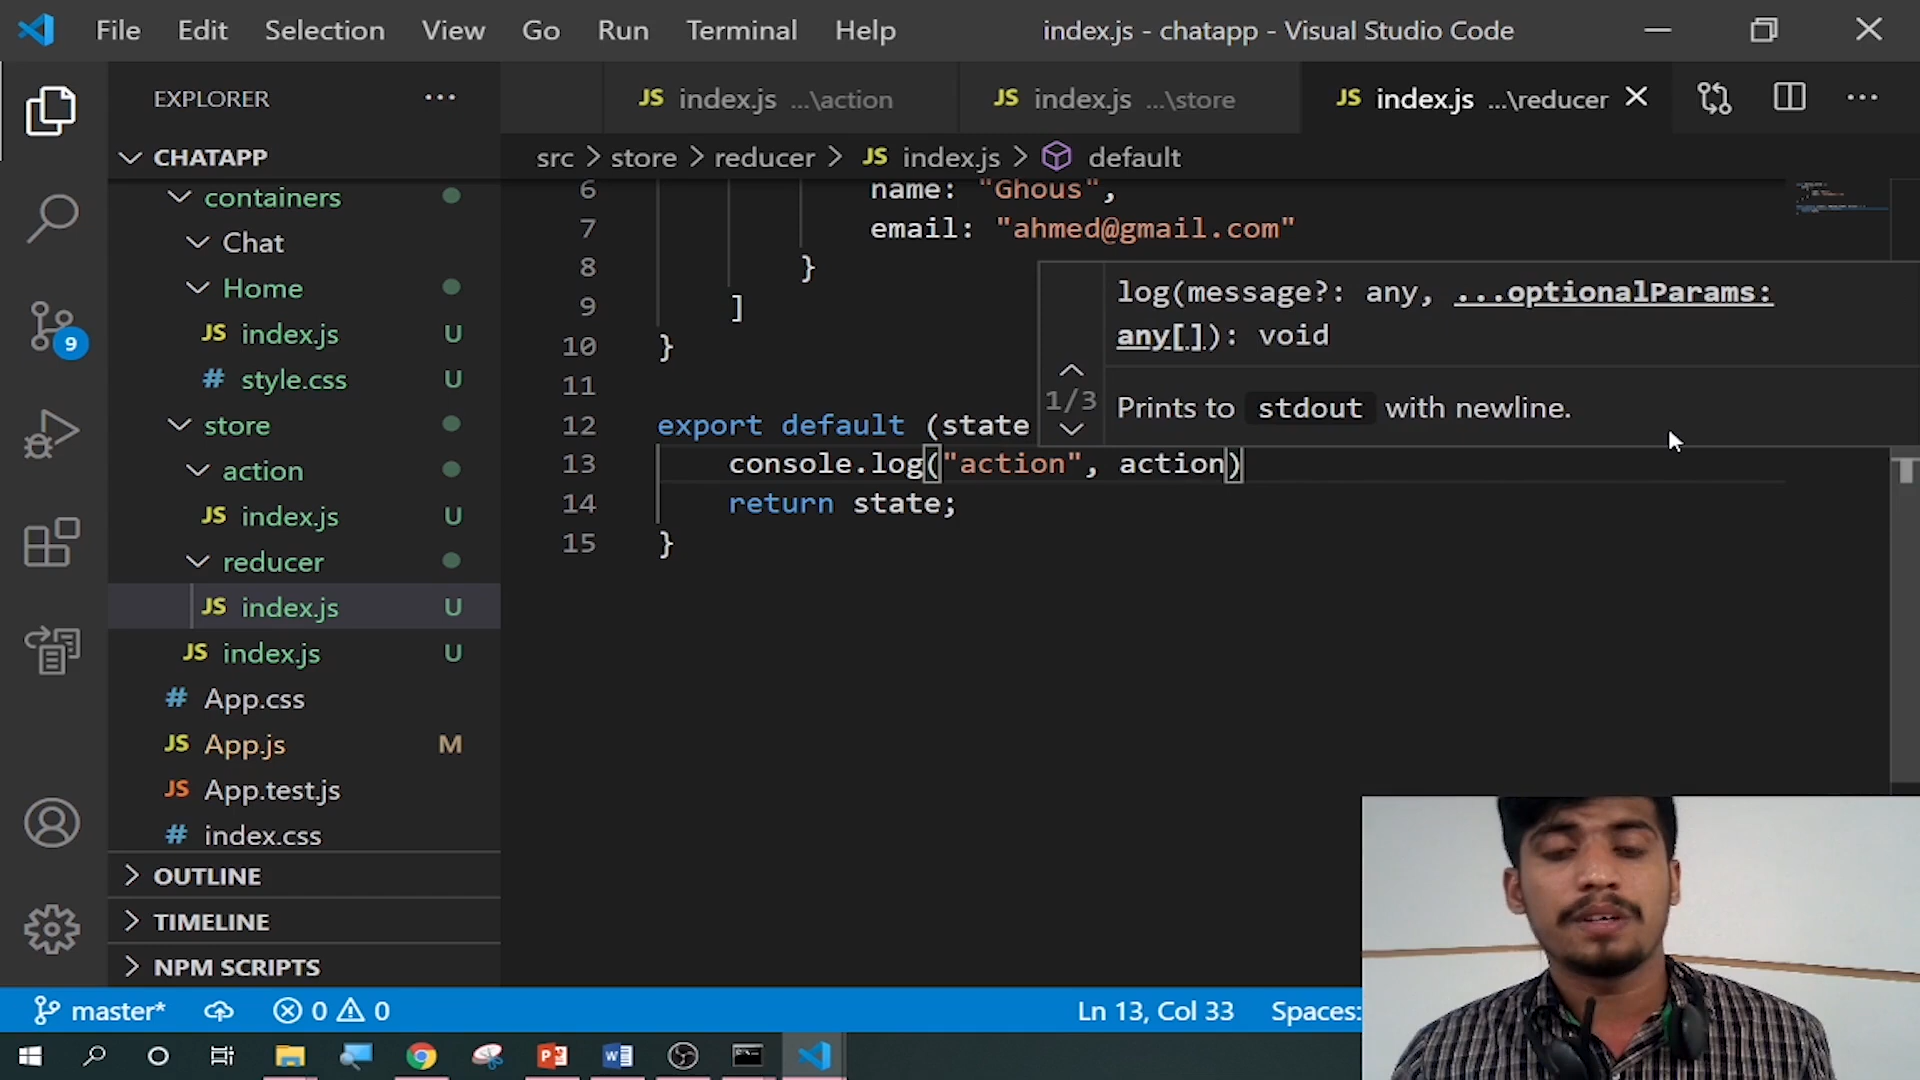 File Edit Selection View Go Run Terminal Help index.js - chatapp - Visual Studio Code
EXPLORER ...
JS index.js ...\action JS index.js ...\store JS index.js ...\reducer
CHATAPP
src > store > reducer > JS index.js > default
containers
Chat
Home
JS index.js U
# style.css U
store
action
JS index.js U
reducer
JS index.js U
JS index.js U
# App.css
JS App.js M
JS App.test.js
# index.css
OUTLINE
TIMELINE
NPM SCRIPTS
9
6 name: "Ghous",
7 email: "ahmed@gmail.com"
8 }
9 ]
10 }
11
12 export default (state
13 console.log("action", action)
14 return state;
15 }
log(message?: any, ...optionalParams:
any[]): void
1/3
Prints to stdout with newline.
master* 0 0 Ln 13, Col 33 Spaces: